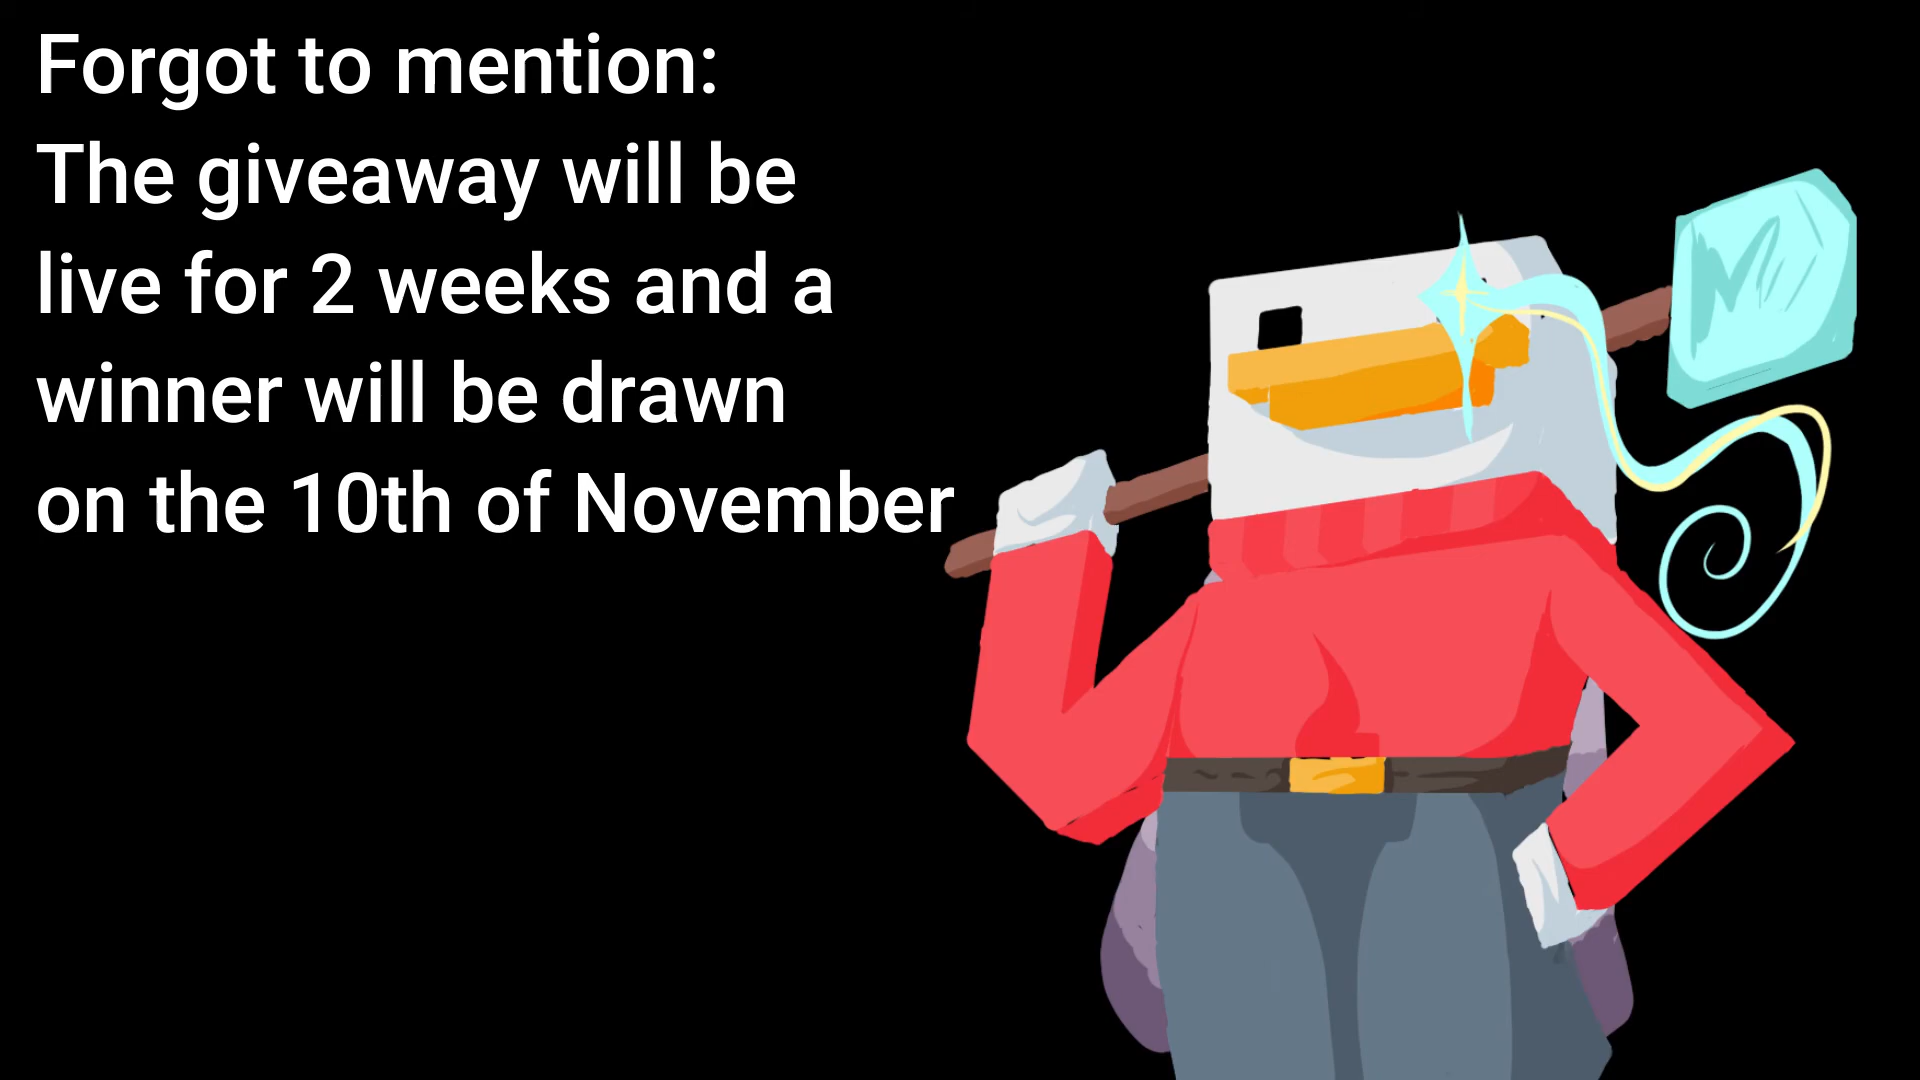 Forgot to mention:
The giveaway will be
live for 2 weeks and a
winner will be drawn
on the 10th of November